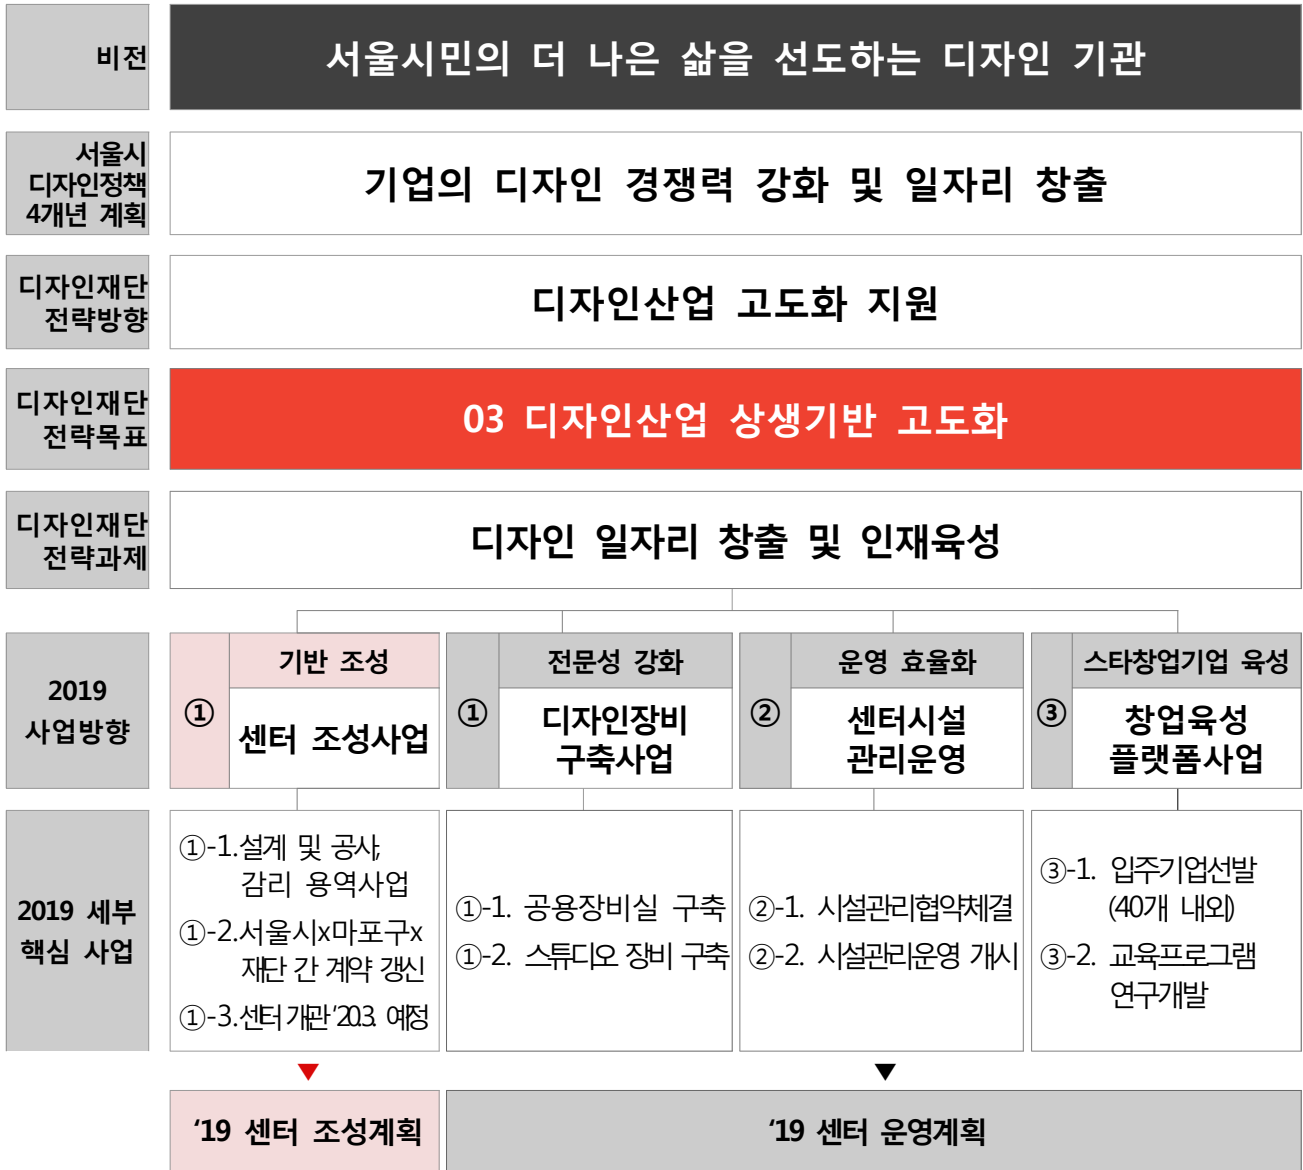 비전
서울시민의 더 나은 삶을 선도하는 디자인 기관
서울시
디자인정책
4개년 계획
기업의 디자인 경쟁력 강화 및 일자리 창출
디자인재단
전략방향
디자인산업 고도화 지원
디자인재단
전략목표
03 디자인산업 상생기반 고도화
디자인재단
전략과제
디자인 일자리 창출 및 인재육성
2019
사업방향
①
기반 조성
센터 조성사업
①
전문성 강화
디자인장비
구축사업
②
운영 효율화
센터시설
관리운영
③
스타창업기업 육성
창업육성
플랫폼사업
2019 세부
핵심 사업
①-1.설계 및 공사,
감리 용역사업
①-2.서울시x마포구x
재단 간 계약 갱신
①-3.센터 개관 '20.3. 예정
①-1. 공용장비실 구축
①-2. 스튜디오 장비 구축
②-1. 시설관리협약체결
②-2. 시설관리운영 개시
③-1. 입주기업선발
(40개 내외)
③-2. 교육프로그램
연구개발
‘19 센터 조성계획
‘19 센터 운영계획